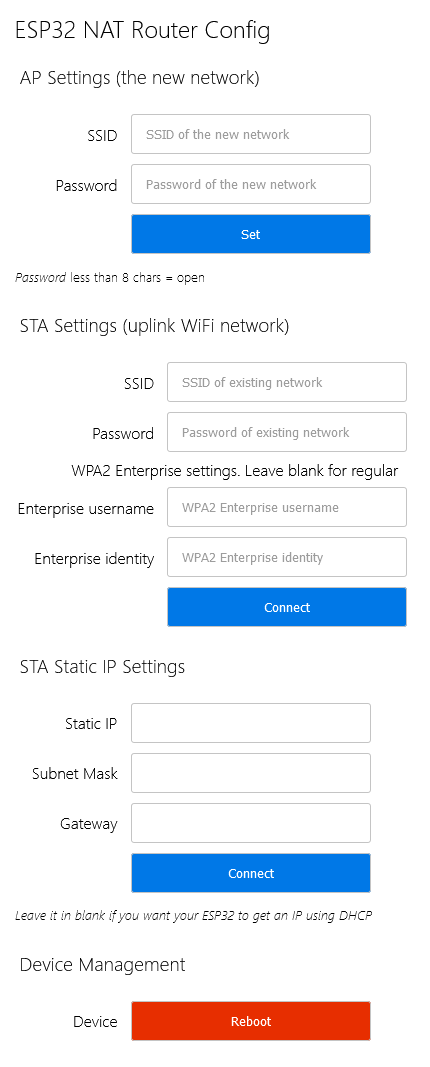 ESP32 NAT Router Config
AP Settings (the new network)
SSID
SSID of the new network
Password
Password of the new network
Set
Password less than 8 chars = open
STA Settings (uplink WiFi network)
SSID
SSID of existing network
Password
Password of existing network
WPA2 Enterprise settings. Leave blank for regular
Enterprise username
WPA2 Enterprise username
Enterprise identity
WPA2 Enterprise identity
Connect
STA Static IP Settings
Static IP
Subnet Mask
Gateway
Connect
Leave it in blank if you want your ESP32 to get an IP using DHCP
Device Management
Device
Reboot